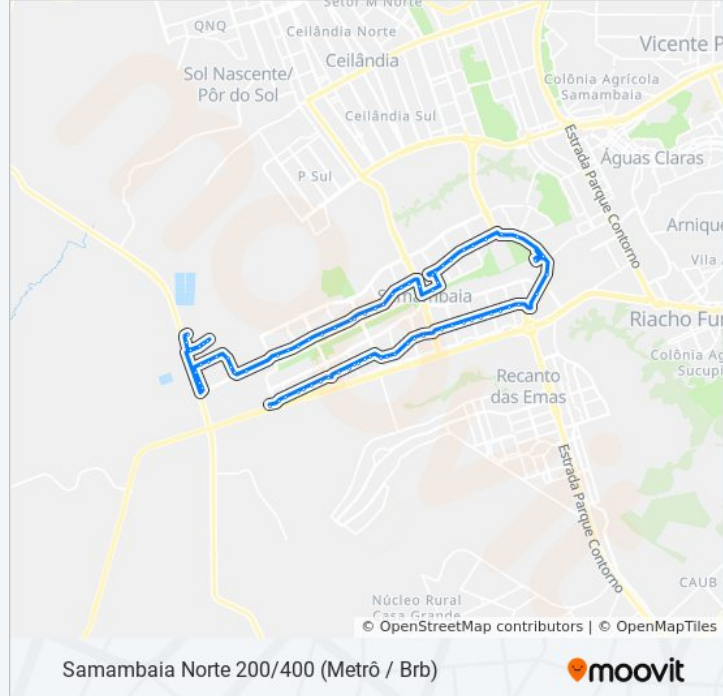 Setor M Norte
QNQ
Ceilândia Norte
Vicente P
Ceilândia
Sol Nascente/
Pôr do Sol
Colônia Agrícola
Samambaia
Ceilândia Sul
Estrada Parque Contorno
Águas Claras
P Sul
Arnique
Vila
Samambaia
Riacho Fun
Colônia Ag
Sucupi
Recanto
das Emas
Estrada Parque Contorno
CAUB
Núcleo Rural
Casa Grande
© OpenStreetMap contributors | © OpenMapTiles
Samambaia Norte 200/400 (Metrô / Brb)
moovit